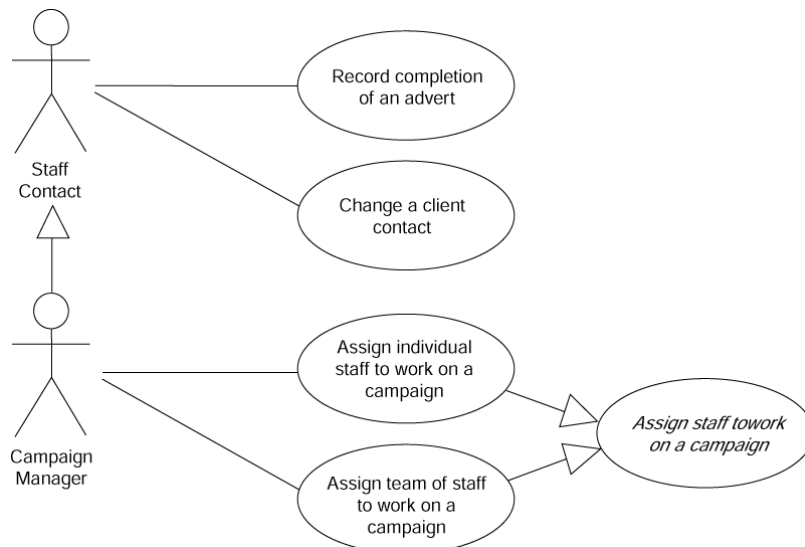 Record completion
of an advert
Staff
Contact
Change a client
contact
Assign individual
staff to work on a
campaign
Assign staff towork
on a campaign
Campaign
Manager
Assign team of staff
to work on a
campaign